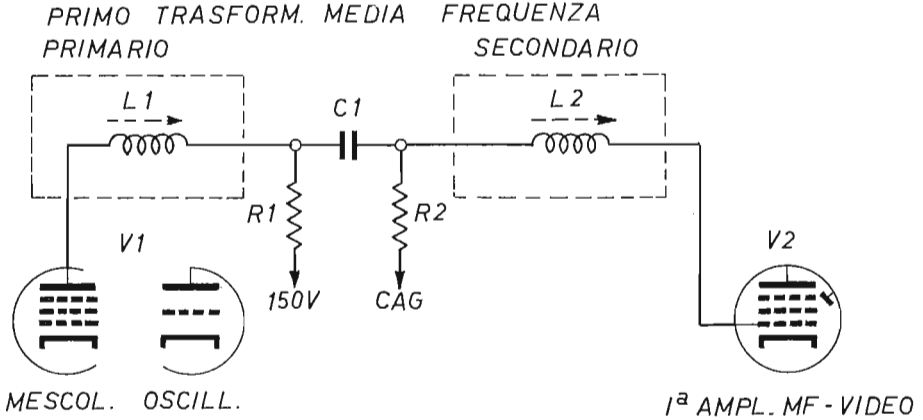 PRIMO TRASFORM. MEDIA FREQUENZA
PRIMARIO
SECONDARIO
L1
C1
L2
R1
R2
V1
V2
150V
CAG
MESCOL. OSCILL.
1ª AMPL. MF-VIDEO